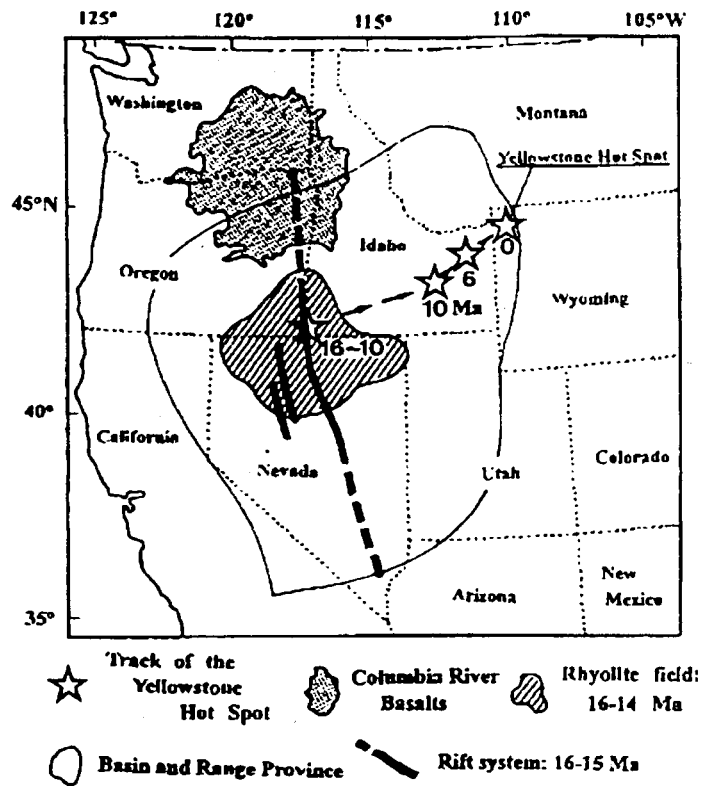 125° 120° 115° 110° 105°W
Washington
Montana
Yellowstone Hot Spot
45°N
Idaho
0
Oregon
6
10 Ma
Wyoming
16-10
40°
California
Nevada
Utah
Colorado
Arizona
New
Mexico
35°
Track of the
Yellowstone
Hot Spot
Columbia River
Basalts
Rhyolite field:
16-14 Ma
Basin and Range Province
Rift system: 16-15 Ma